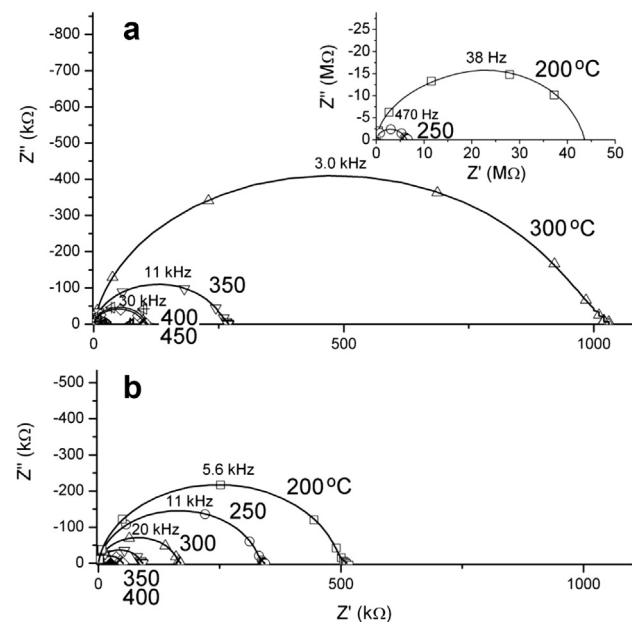 a
-800
-700
-600
-500
-400
-300
-200
-100
0
Z'' (kΩ)
0
500
1000
3.0 kHz
300 ºC
11 kHz
350
30 kHz
400
450
-25
-20
-15
-10
-5
0
Z'' (MΩ)
38 Hz
200 ºC
470 Hz
250
0
10
20
30
40
50
Z' (MΩ)
b
-500
-400
-300
-200
-100
0
Z'' (kΩ)
5.6 kHz
200 ºC
11 kHz
250
20 kHz
300
350
400
0
500
1000
Z' (kΩ)